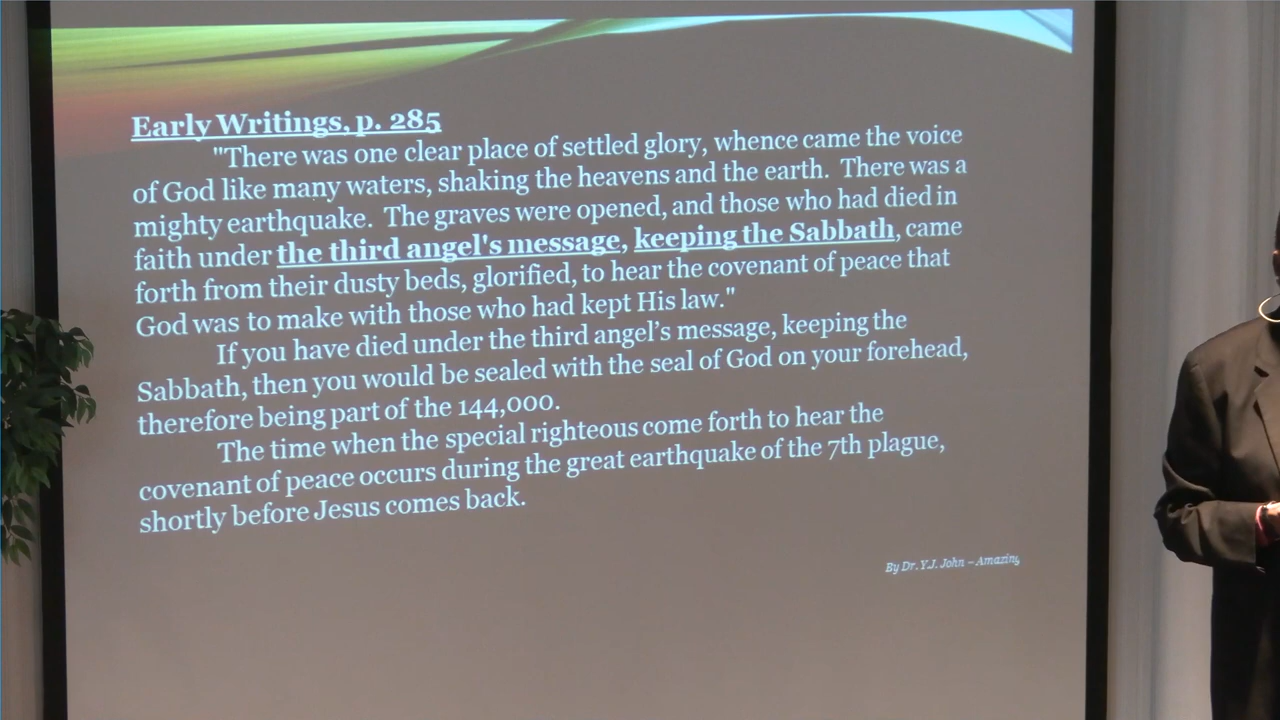 Early Writings, p. 285
"There was one clear place of settled glory, whence came the voice
of God like many waters, shaking the heavens and the earth. There was a
mighty earthquake. The graves were opened, and those who had died in
faith under the third angel's message, keeping the Sabbath, came
forth from their dusty beds, glorified, to hear the covenant of peace that
God was to make with those who had kept His law."
If you have died under the third angel’s message, keeping the
Sabbath, then you would be sealed with the seal of God on your forehead,
therefore being part of the 144,000.
The time when the special righteous come forth to hear the
covenant of peace occurs during the great earthquake of the 7th plague,
shortly before Jesus comes back.
By Dr. Y.J. John – Amazing